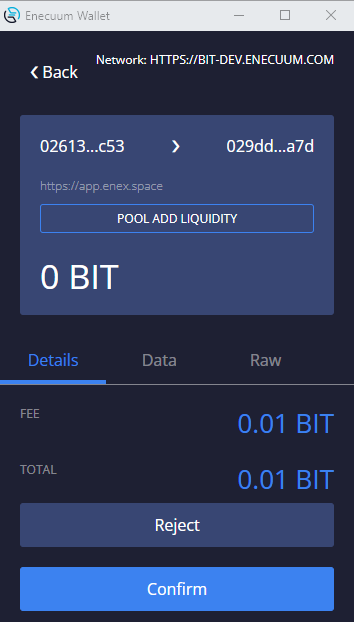 Enecuum Wallet
Network: HTTPS://BIT-DEV.ENECUUM.COM
Back
02613...c53 029dd...a7d
https://app.enex.space
POOL ADD LIQUIDITY
0 BIT
Details Data Raw
FEE 0.01 BIT
TOTAL 0.01 BIT
Reject
Confirm